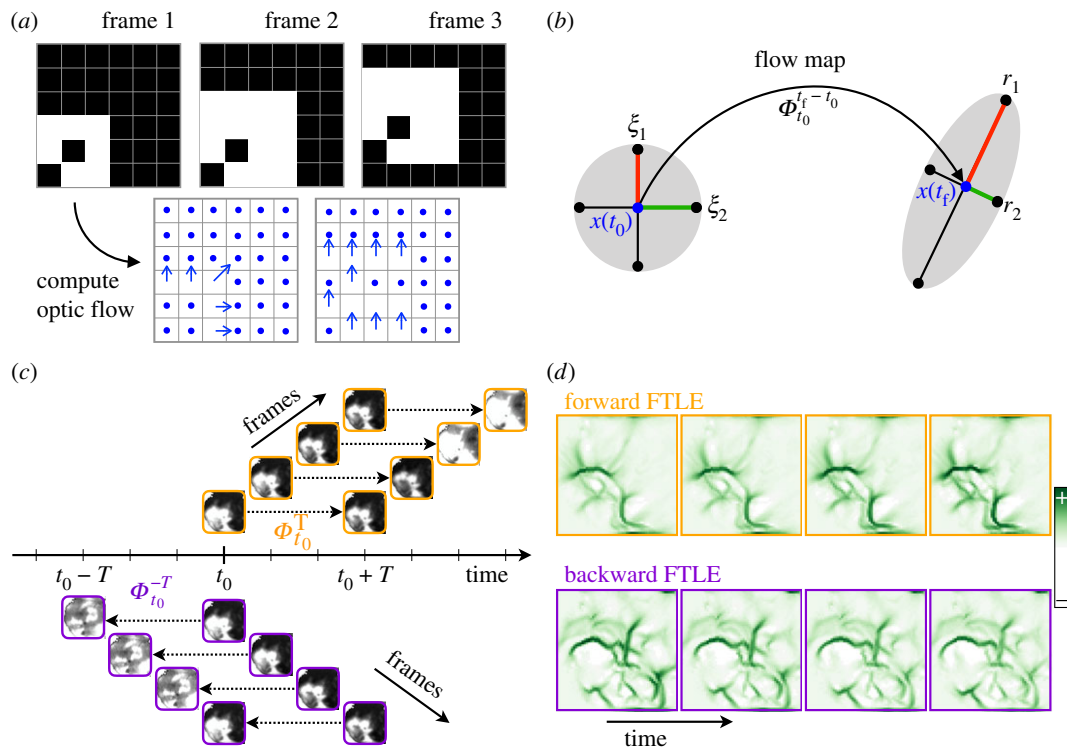 (a)
frame 1 frame 2 frame 3
compute
optic flow
(b)
flow map
Φ_{t_0}^{t_f − t_0}
ξ_1
ξ_2
x(t_0)
r_1
x(t_f)
r_2
(c)
frames
Φ_{t_0}^{T}
t_0 − T t_0 t_0 + T time
Φ_{t_0}^{−T}
frames
(d)
forward FTLE
+
−
backward FTLE
time